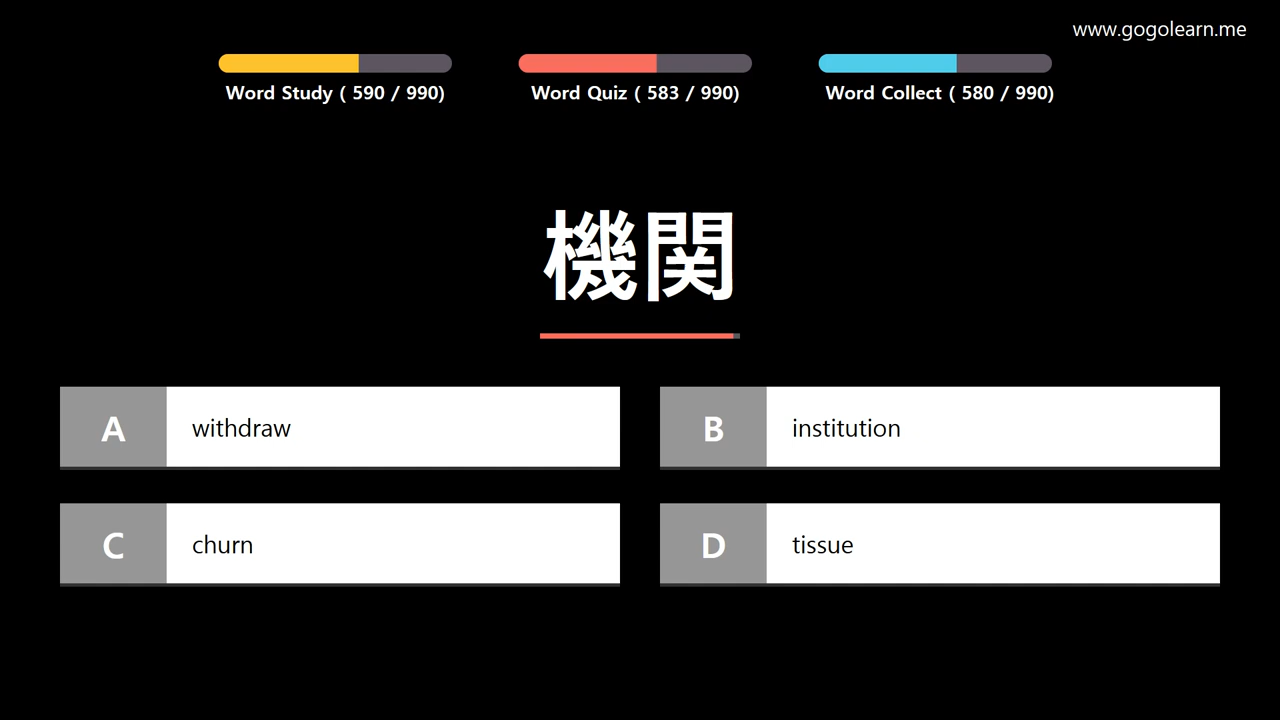 www.gogolearn.me
Word Study ( 590 / 990)
Word Quiz ( 583 / 990)
Word Collect ( 580 / 990)
機関
A withdraw
B institution
C churn
D tissue